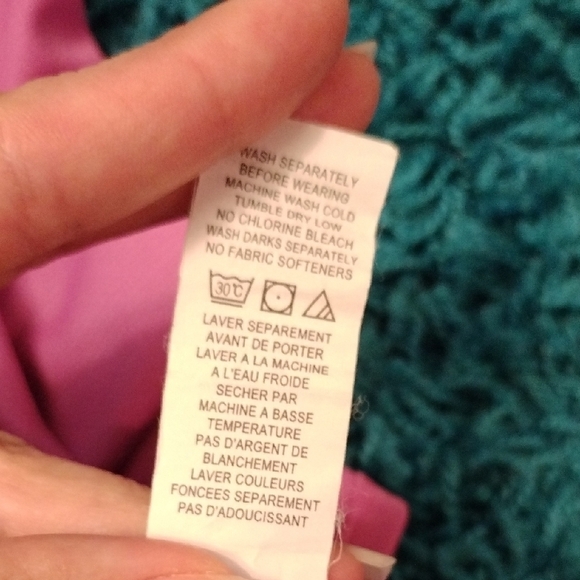 WASH SEPARATELY
BEFORE WEARING
MACHINE WASH COLD
TUMBLE DRY LOW
NO CHLORINE BLEACH
WASH DARKS SEPARATELY
NO FABRIC SOFTENERS
30°C
LAVER SEPAREMENT
AVANT DE PORTER
LAVER A LA MACHINE
A L'EAU FROIDE
SECHER PAR
MACHINE A BASSE
TEMPERATURE
PAS D'ARGENT DE
BLANCHEMENT
LAVER COULEURS
FONCEES SEPAREMENT
PAS D'ADOUCISSANT